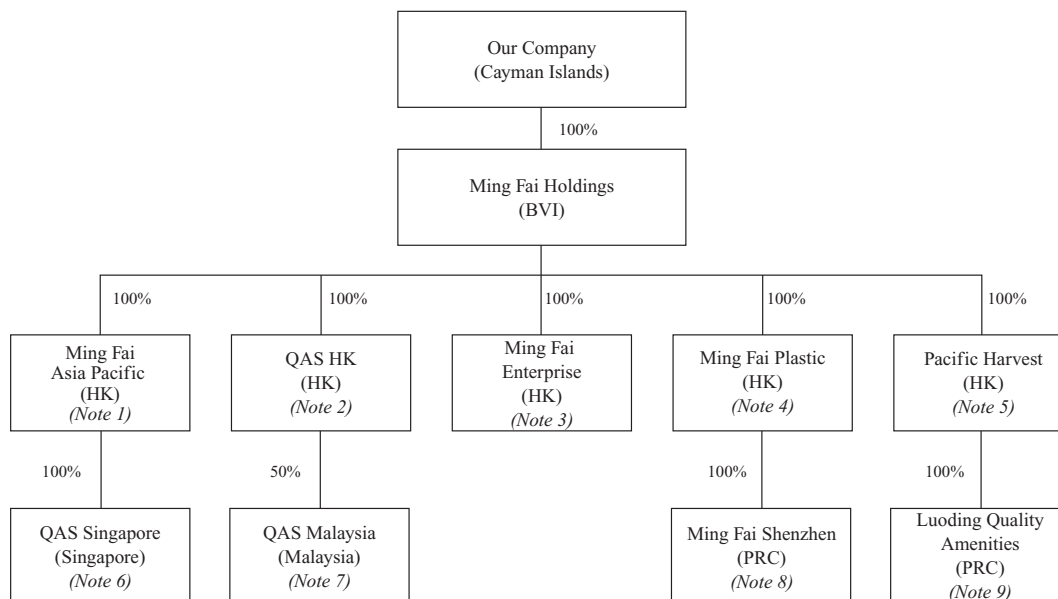 Our Company
(Cayman Islands)
100%
Ming Fai Holdings
(BVI)
100%
100%
100%
100%
100%
Ming Fai
Asia Pacific
(HK)
(Note 1)
QAS HK
(HK)
(Note 2)
Ming Fai
Enterprise
(HK)
(Note 3)
Ming Fai Plastic
(HK)
(Note 4)
Pacific Harvest
(HK)
(Note 5)
100%
50%
100%
100%
QAS Singapore
(Singapore)
(Note 6)
QAS Malaysia
(Malaysia)
(Note 7)
Ming Fai Shenzhen
(PRC)
(Note 8)
Luoding Quality
Amenities
(PRC)
(Note 9)